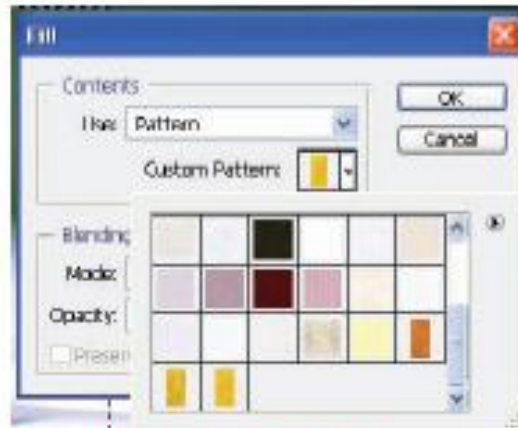 Fill
Contents
Use: Pattern
OK
Cancel
Custom Pattern:
Blending
Mode:
Opacity:
Preser